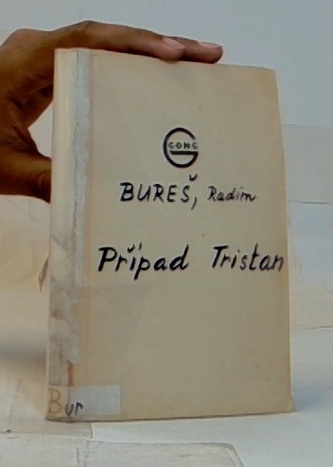 GONG
BUREŠ, Radim
Případ Tristan
Bur